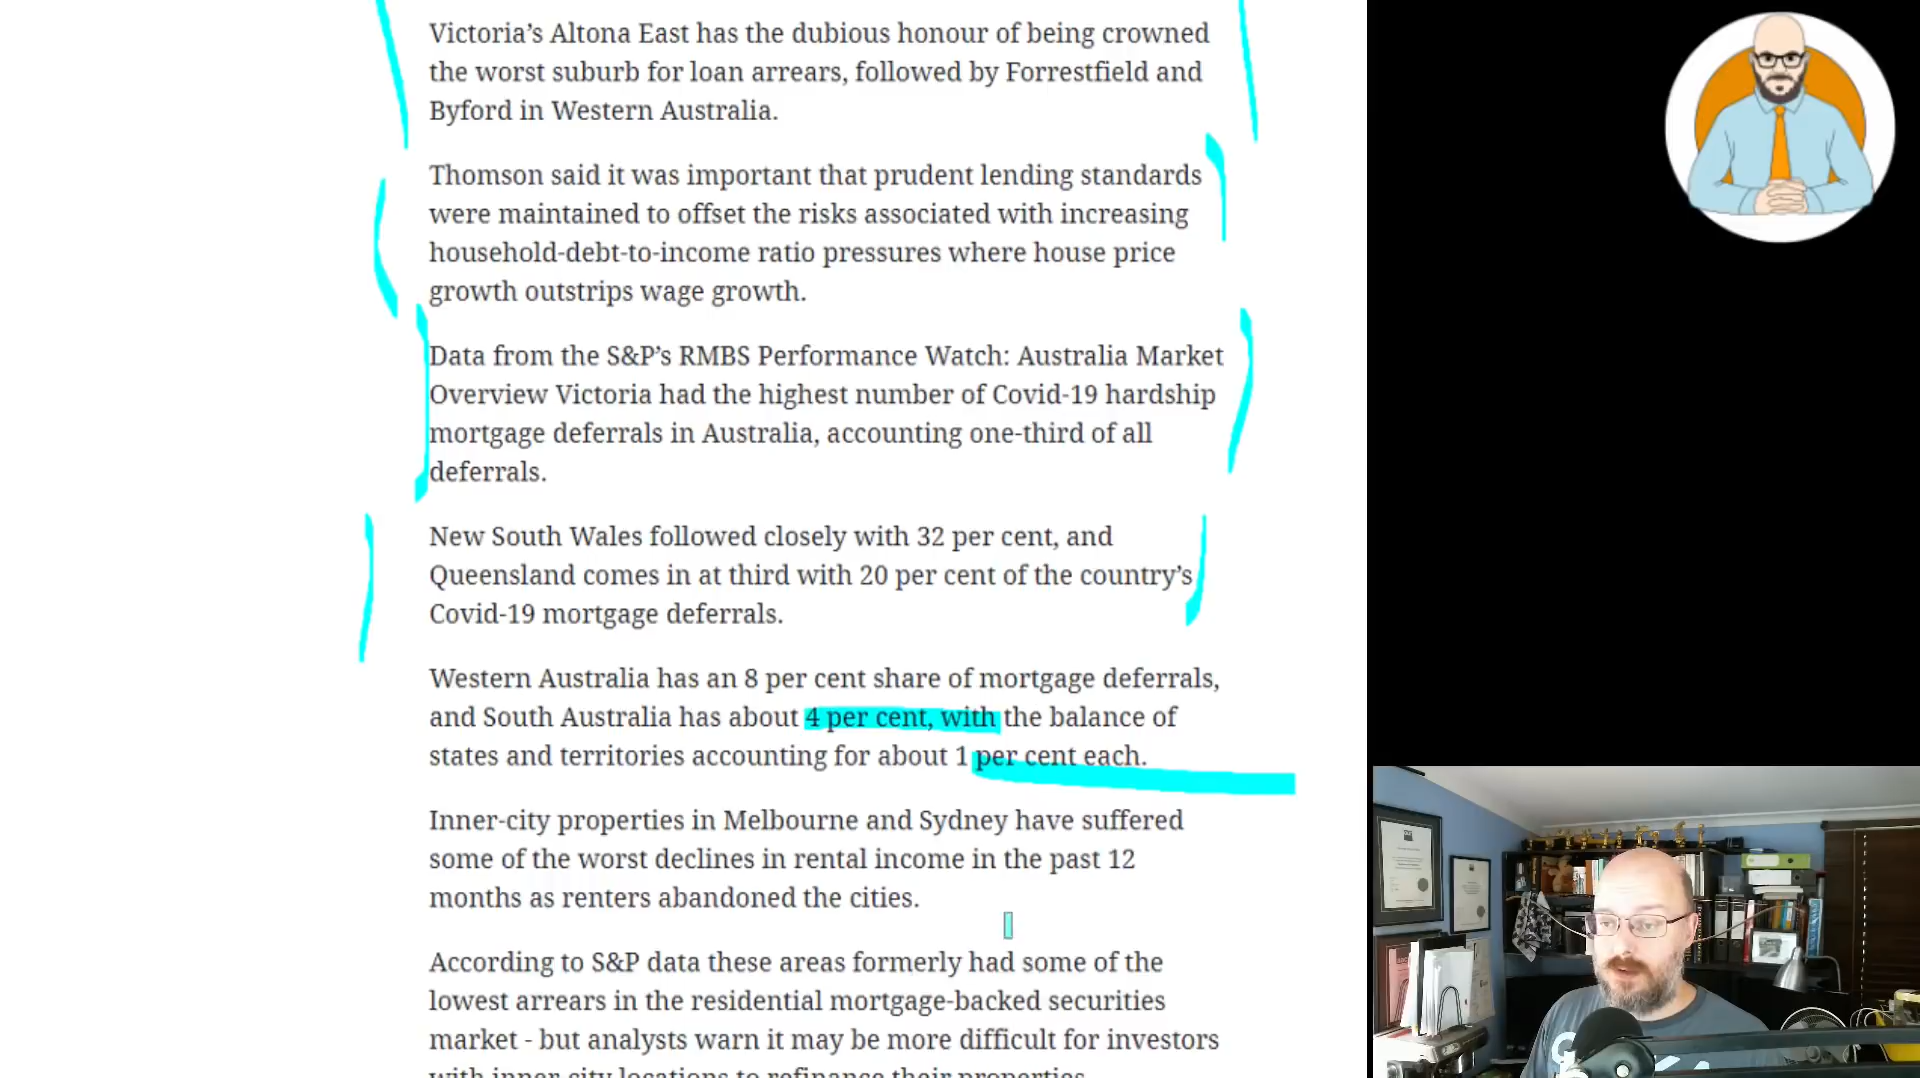 Victoria’s Altona East has the dubious honour of being crowned
the worst suburb for loan arrears, followed by Forrestfield and
Byford in Western Australia.
Thomson said it was important that prudent lending standards
were maintained to offset the risks associated with increasing
household-debt-to-income ratio pressures where house price
growth outstrips wage growth.
Data from the S&P’s RMBS Performance Watch: Australia Market
Overview Victoria had the highest number of Covid-19 hardship
mortgage deferrals in Australia, accounting one-third of all
deferrals.
New South Wales followed closely with 32 per cent, and
Queensland comes in at third with 20 per cent of the country’s
Covid-19 mortgage deferrals.
Western Australia has an 8 per cent share of mortgage deferrals,
and South Australia has about 4 per cent, with the balance of
states and territories accounting for about 1 per cent each.
Inner-city properties in Melbourne and Sydney have suffered
some of the worst declines in rental income in the past 12
months as renters abandoned the cities.
According to S&P data these areas formerly had some of the
lowest arrears in the residential mortgage-backed securities
market - but analysts warn it may be more difficult for investors
with inner city locations to refinance their properties